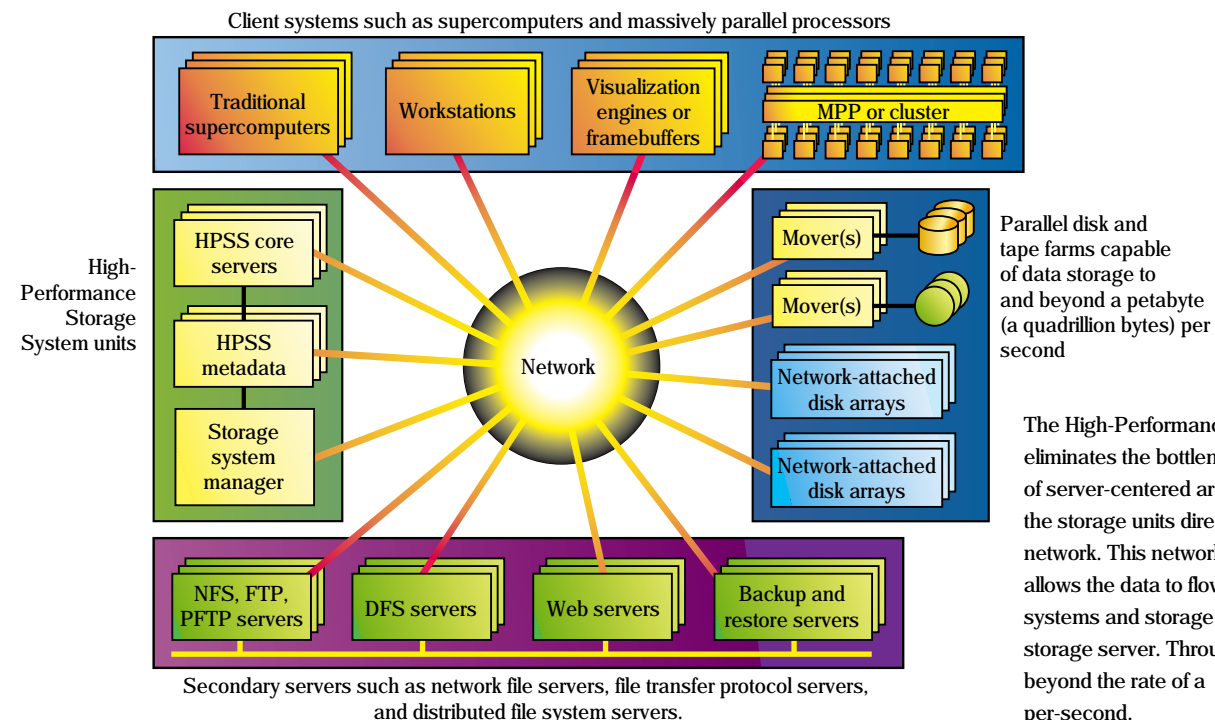 Client systems such as supercomputers and massively parallel processors
Traditional
supercomputers
Workstations
Visualization
engines or
framebuffers
MPP or cluster
High-
Performance
Storage
System units
HPSS core
servers
HPSS
metadata
Storage
system
manager
Network
Mover(s)
Mover(s)
Network-attached
disk arrays
Network-attached
disk arrays
Parallel disk and
tape farms capable
of data storage to
and beyond a petabyte
(a quadrillion bytes) per
second
NFS, FTP,
PFTP servers
DFS servers
Web servers
Backup and
restore servers
Secondary servers such as network file servers, file transfer protocol servers,
and distributed file system servers.
The High-Performanc
eliminates the bottlen
of server-centered ar
the storage units dire
network. This network
allows the data to flow
systems and storage
storage server. Throu
beyond the rate of a
per-second.